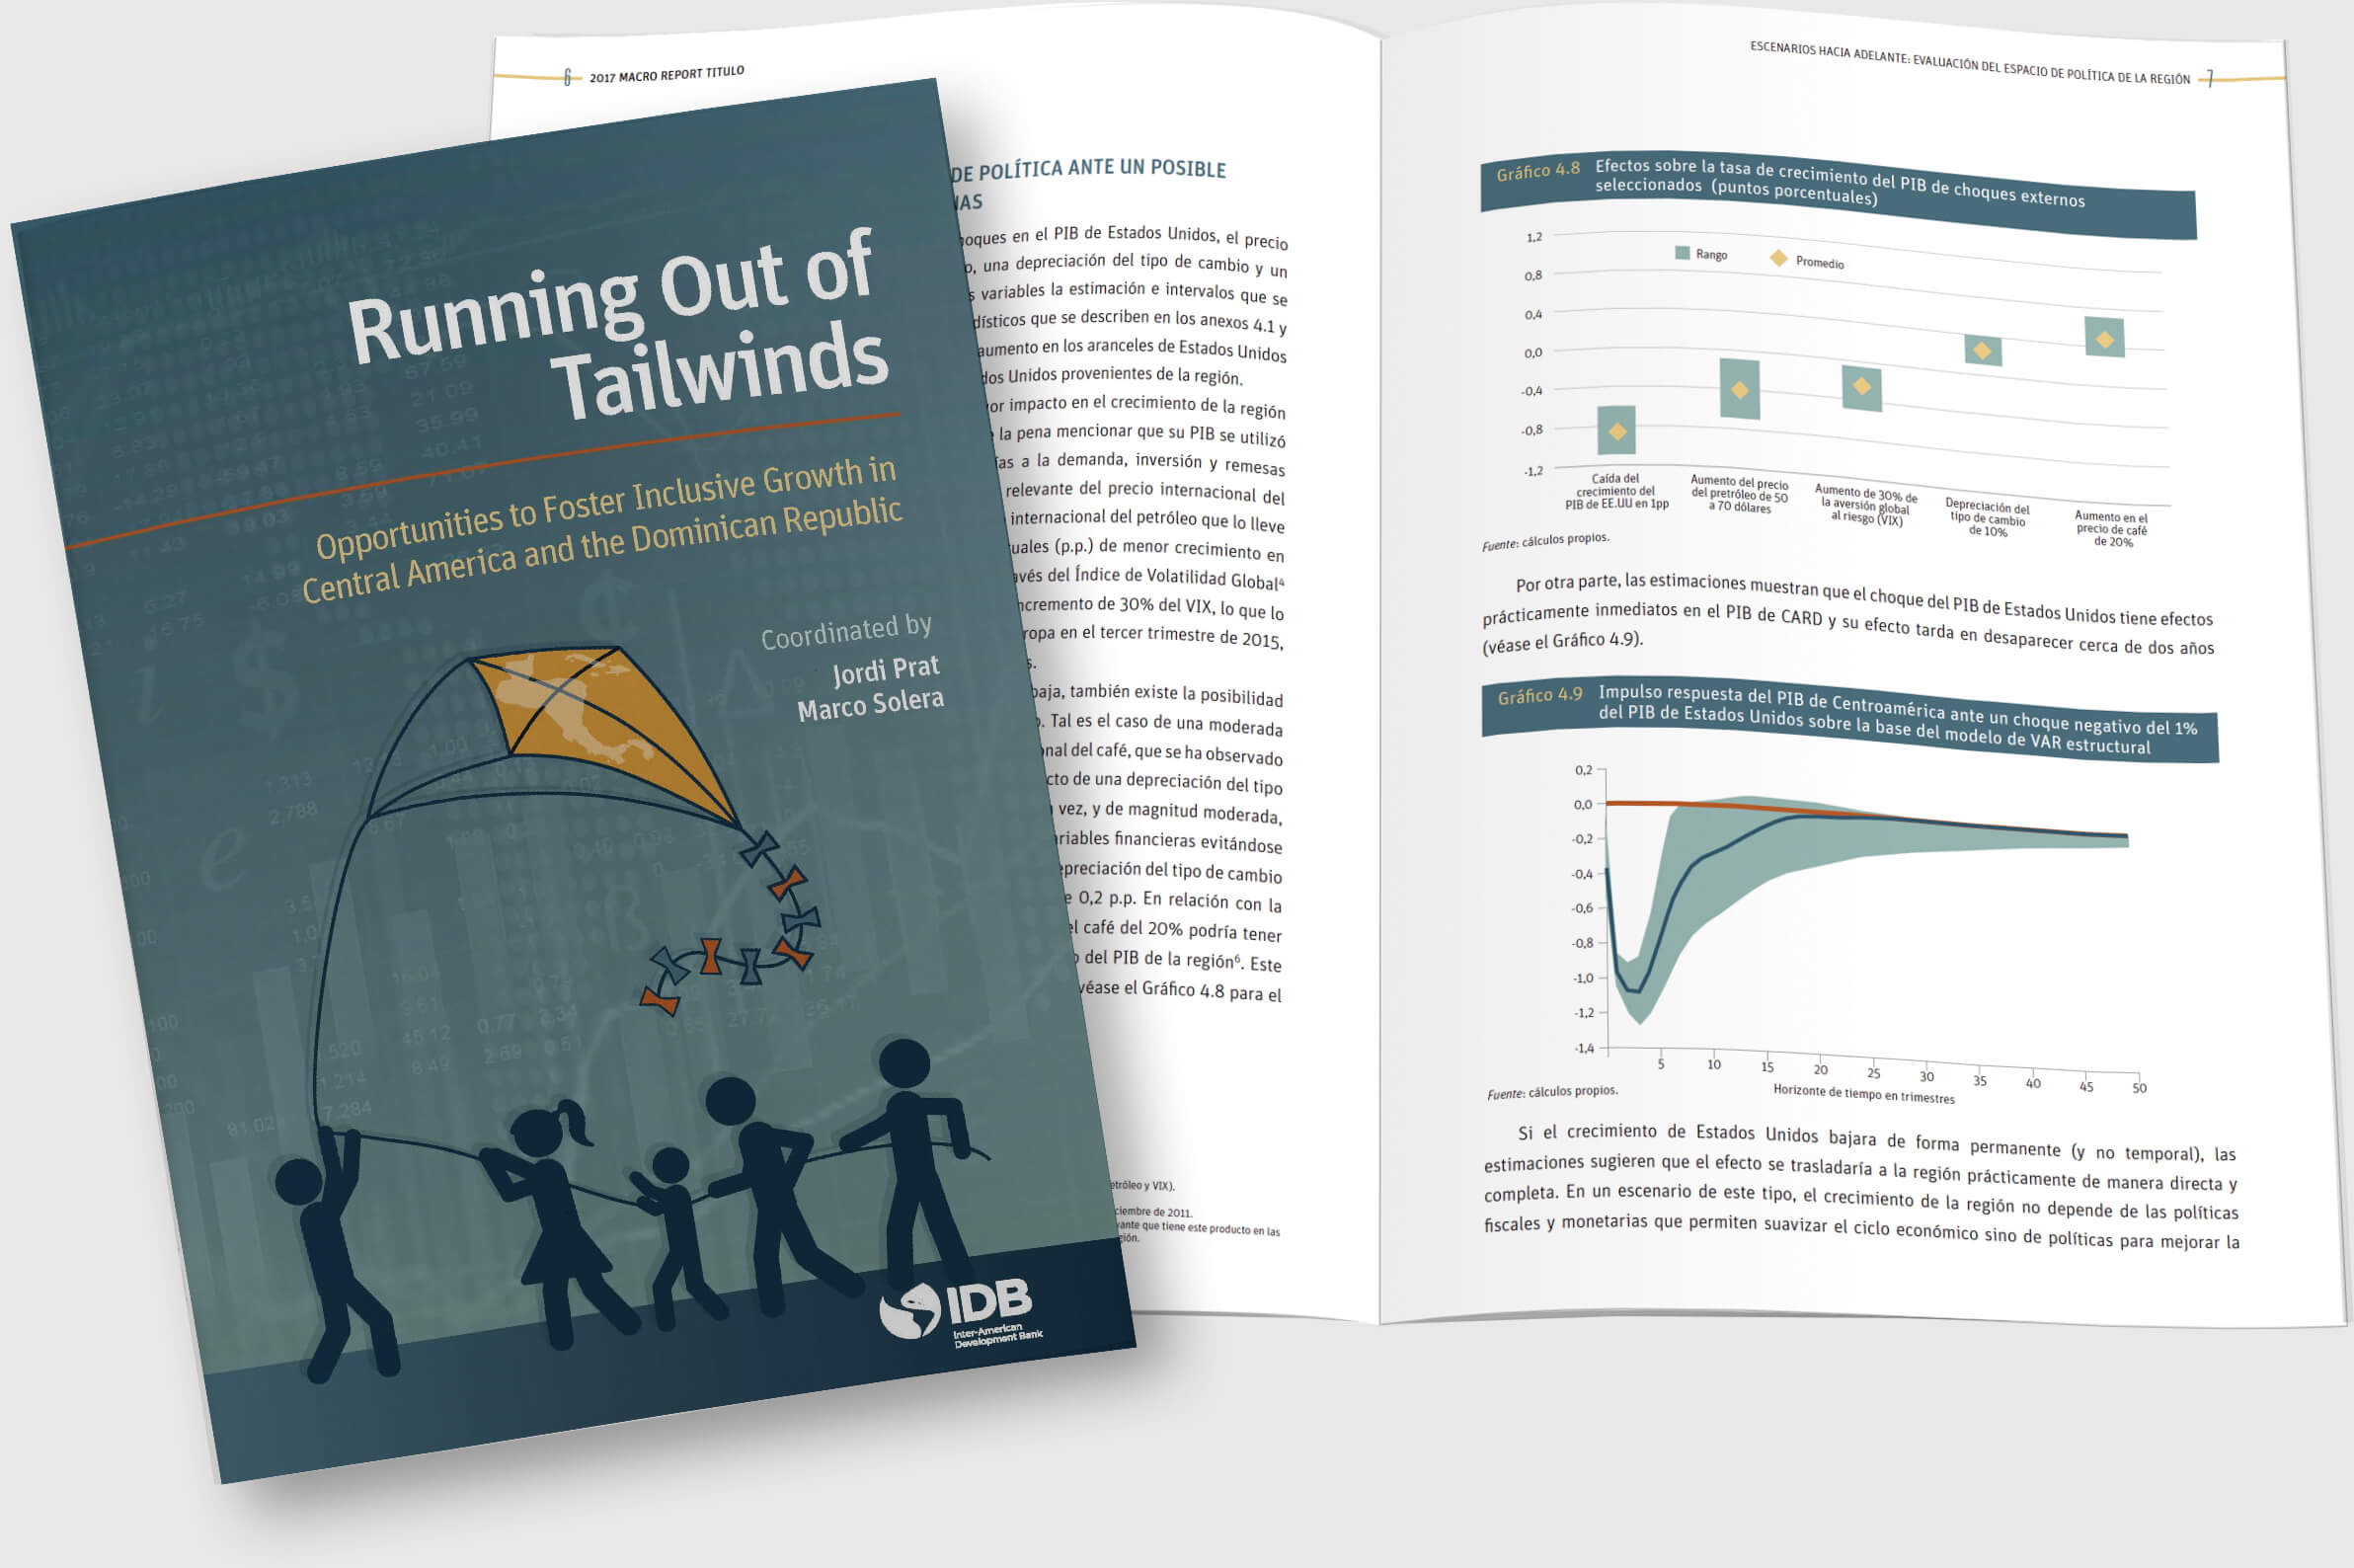 Running Out of
Tailwinds
Opportunities to Foster Inclusive Growth in
Central America and the Dominican Republic
Coordinated by
Jordi Prat
Marco Solera
IDB
Inter-American
Development Bank
6 2017 MACRO REPORT TITULO
DE POLÍTICA ANTE UN POSIBLE
en el PIB de Estados Unidos, el precio
una depreciación del tipo de cambio y un
variables la estimación e intervalos que se
que se describen en los anexos 4.1 y
aumento en los aranceles de Estados Unidos
Unidos provenientes de la región.
impacto en el crecimiento de la región
la pena mencionar que su PIB se utilizó
a la demanda, inversión y remesas
relevante del precio internacional del
internacional del petróleo que lo lleve
(p.p.) de menor crecimiento en
del Índice de Volatilidad Global4
de 30% del VIX, lo que lo
en el tercer trimestre de 2015,
baja, también existe la posibilidad
Tal es el caso de una moderada
del café, que se ha observado
de una depreciación del tipo
vez, y de magnitud moderada,
financieras evitándose
del tipo de cambio
0,2 p.p. En relación con la
café del 20% podría tener
del PIB de la región6. Este
véase el Gráfico 4.8 para el
y VIX).
de 2011.
que tiene este producto en las
ESCENARIOS HACIA ADELANTE: EVALUACIÓN DEL ESPACIO DE POLÍTICA DE LA REGIÓN 7
Gráfico 4.8 Efectos sobre la tasa de crecimiento del PIB de choques externos
seleccionados (puntos porcentuales)
1,2
0,8
0,4
0,0
-0,4
-0,8
-1,2
Rango Promedio
Caída del
crecimiento del
PIB de EE.UU en 1pp
Aumento del precio
del pretróleo de 50
a 70 dólares
Aumento de 30% de
la aversión global
al riesgo (VIX)
Depreciación del
tipo de cambio
de 10%
Aumento en el
precio de café
de 20%
Fuente: cálculos propios.
Por otra parte, las estimaciones muestran que el choque del PIB de Estados Unidos tiene efectos
prácticamente inmediatos en el PIB de CARD y su efecto tarda en desaparecer cerca de dos años
(véase el Gráfico 4.9).
Gráfico 4.9 Impulso respuesta del PIB de Centroamérica ante un choque negativo del 1%
del PIB de Estados Unidos sobre la base del modelo de VAR estructural
0,2
0,0
-0,2
-0,4
-0,6
-0,8
-1,0
-1,2
-1,4
5 10 15 20 25 30 35 40 45 50
Horizonte de tiempo en trimestres
Fuente: cálculos propios.
Si el crecimiento de Estados Unidos bajara de forma permanente (y no temporal), las
estimaciones sugieren que el efecto se trasladaría a la región prácticamente de manera directa y
completa. En un escenario de este tipo, el crecimiento de la región no depende de las políticas
fiscales y monetarias que permiten suavizar el ciclo económico sino de políticas para mejorar la